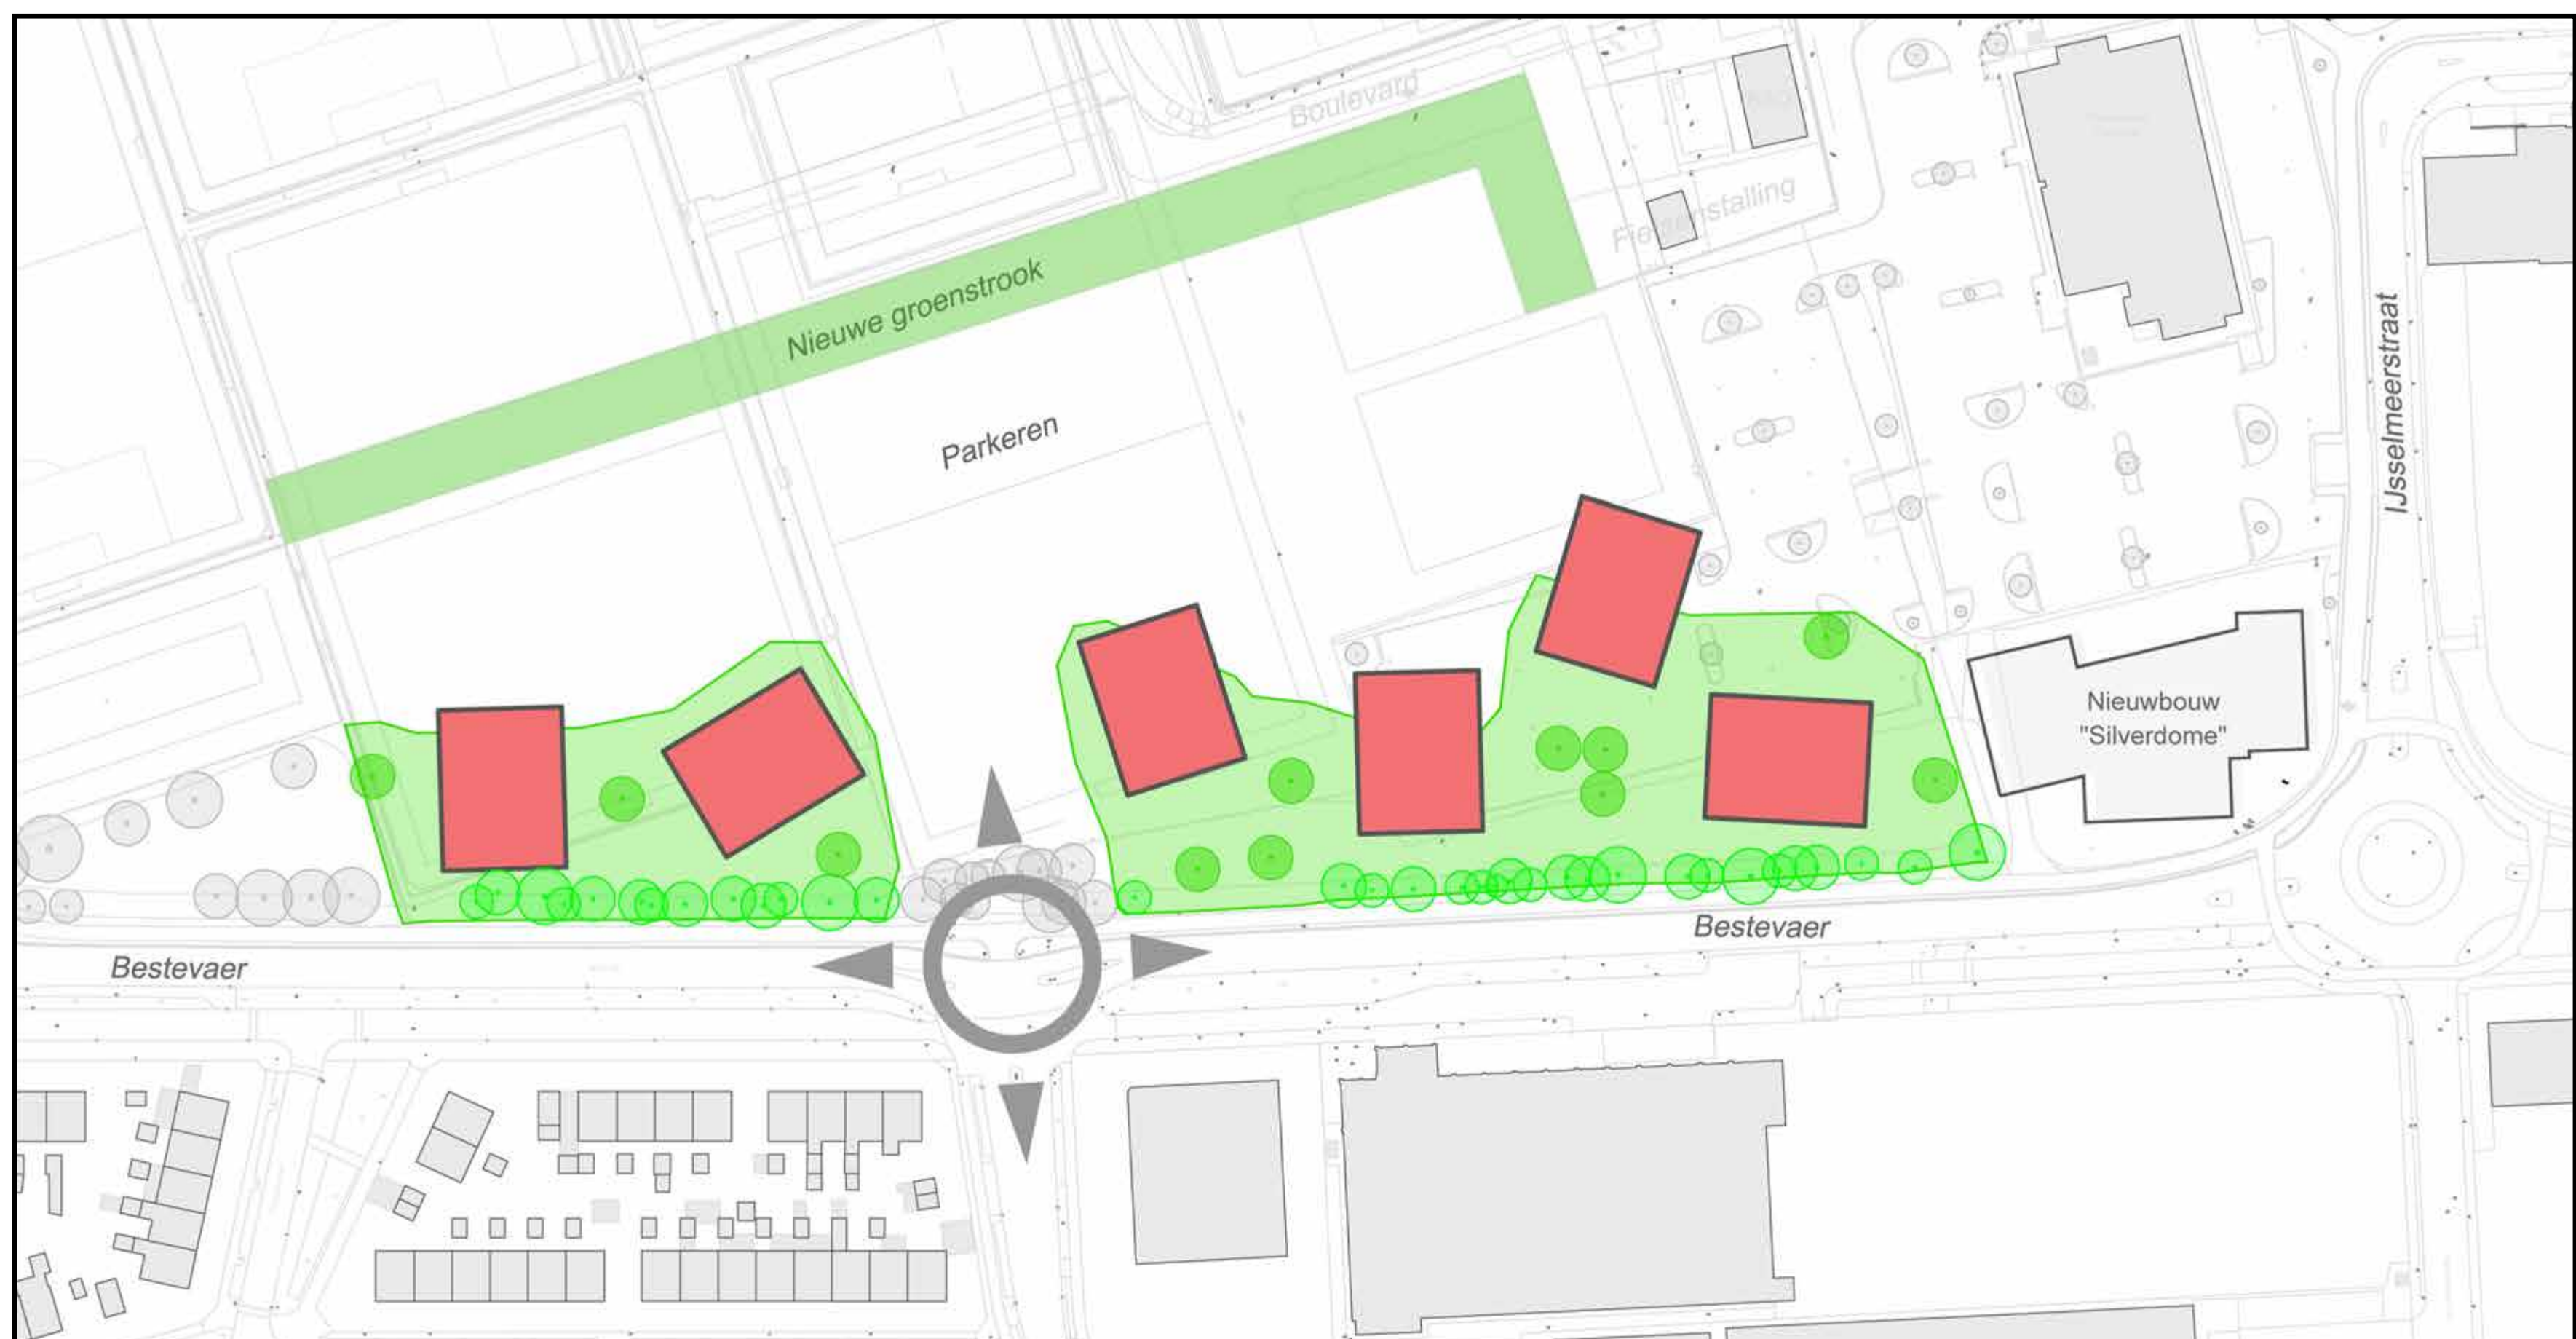 Boulevard
Fietsenstalling
Nieuwe groenstrook
IJsselmeerstraat
Parkeren
Nieuwbouw
"Silverdome"
Bestevaer
Bestevaer